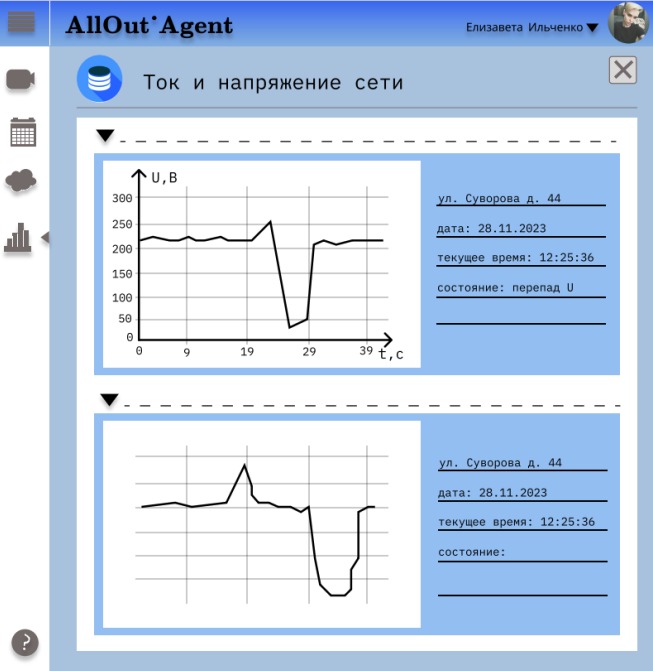 AllOut'Agent
Елизавета Ильченко
Ток и напряжение сети
U,В
300
250
200
150
100
50
0
0 9 19 29 39 t,c
ул. Суворова д. 44
дата: 28.11.2023
текущее время: 12:25:36
состояние: перепад U
ул. Суворова д. 44
дата: 28.11.2023
текущее время: 12:25:36
состояние:
?